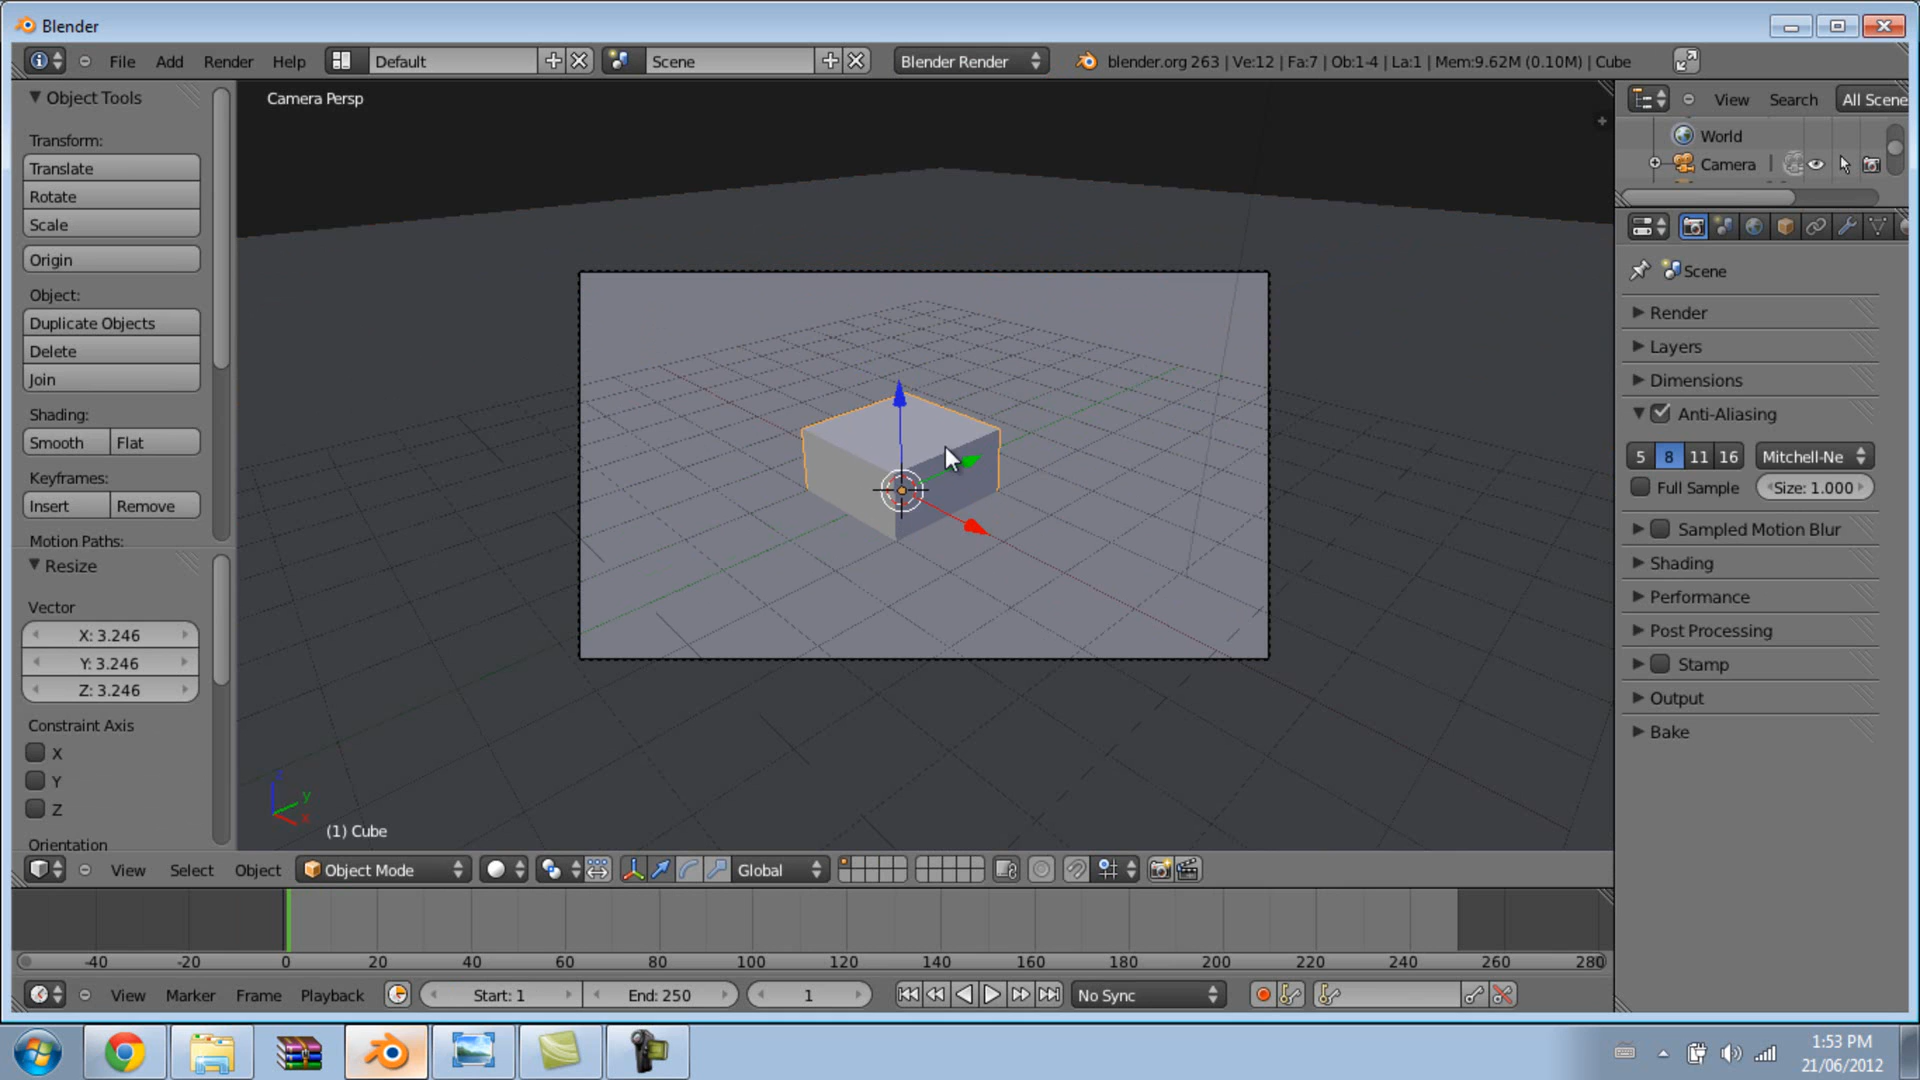 Blender
File Add Render Help Default Scene Blender Render blender.org 263 | Ve:12 | Fa:7 | Ob:1-4 | La:1 | Mem:9.62M (0.10M) | Cube
Object Tools
Transform:
Translate
Rotate
Scale
Origin
Object:
Duplicate Objects
Delete
Join
Shading:
Smooth Flat
Keyframes:
Insert Remove
Motion Paths:
Resize
Vector
X: 3.246
Y: 3.246
Z: 3.246
Constraint Axis
X
Y
Z
Orientation
Camera Persp
z
y
x
(1) Cube
View Search All Scene
World
Camera
Scene
Render
Layers
Dimensions
Anti-Aliasing
5 8 11 16 Mitchell-Ne
Full Sample Size: 1.000
Sampled Motion Blur
Shading
Performance
Post Processing
Stamp
Output
Bake
View Select Object Object Mode Global
-40 -20 0 20 40 60 80 100 120 140 160 180 200 220 240 260 280
View Marker Frame Playback Start: 1 End: 250 1 No Sync
1:53 PM
21/06/2012